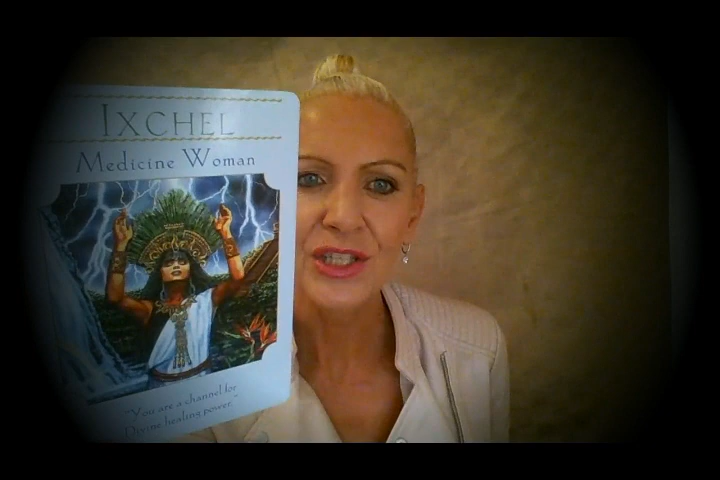 IXCHEL
Medicine Woman
"You are a channel for
Divine healing power."